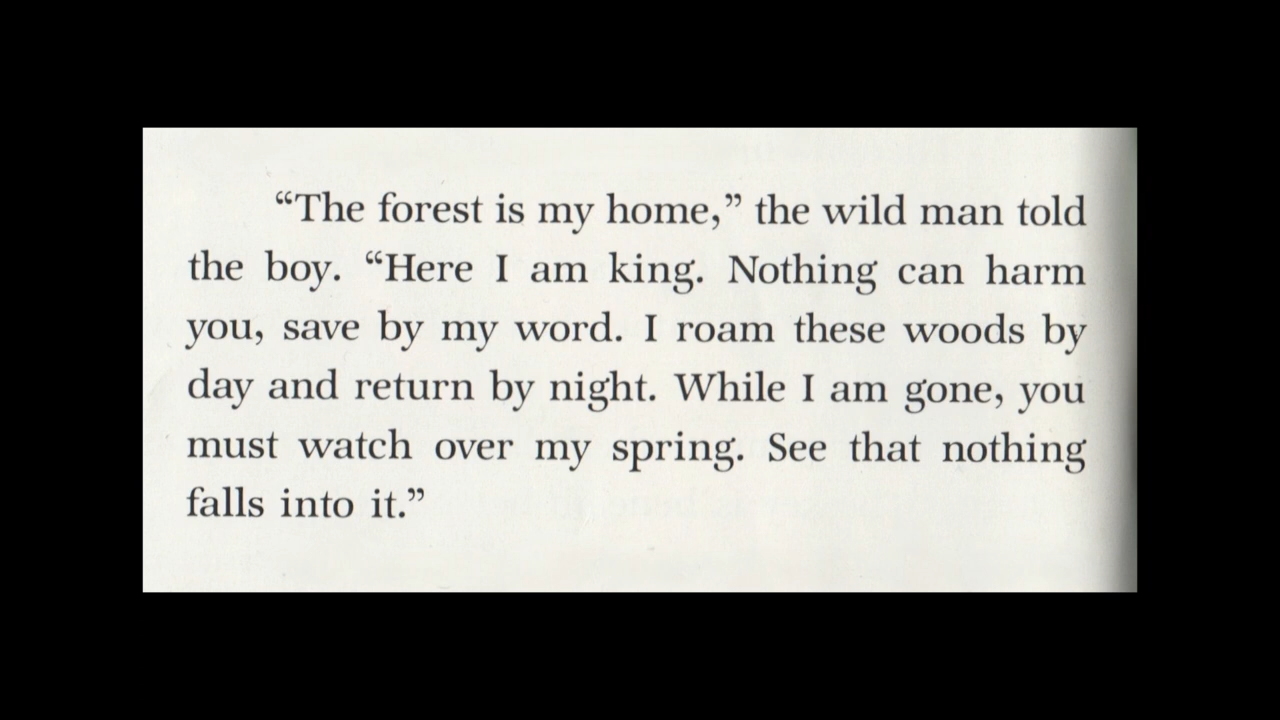 “The forest is my home,” the wild man told
the boy. “Here I am king. Nothing can harm
you, save by my word. I roam these woods by
day and return by night. While I am gone, you
must watch over my spring. See that nothing
falls into it.”